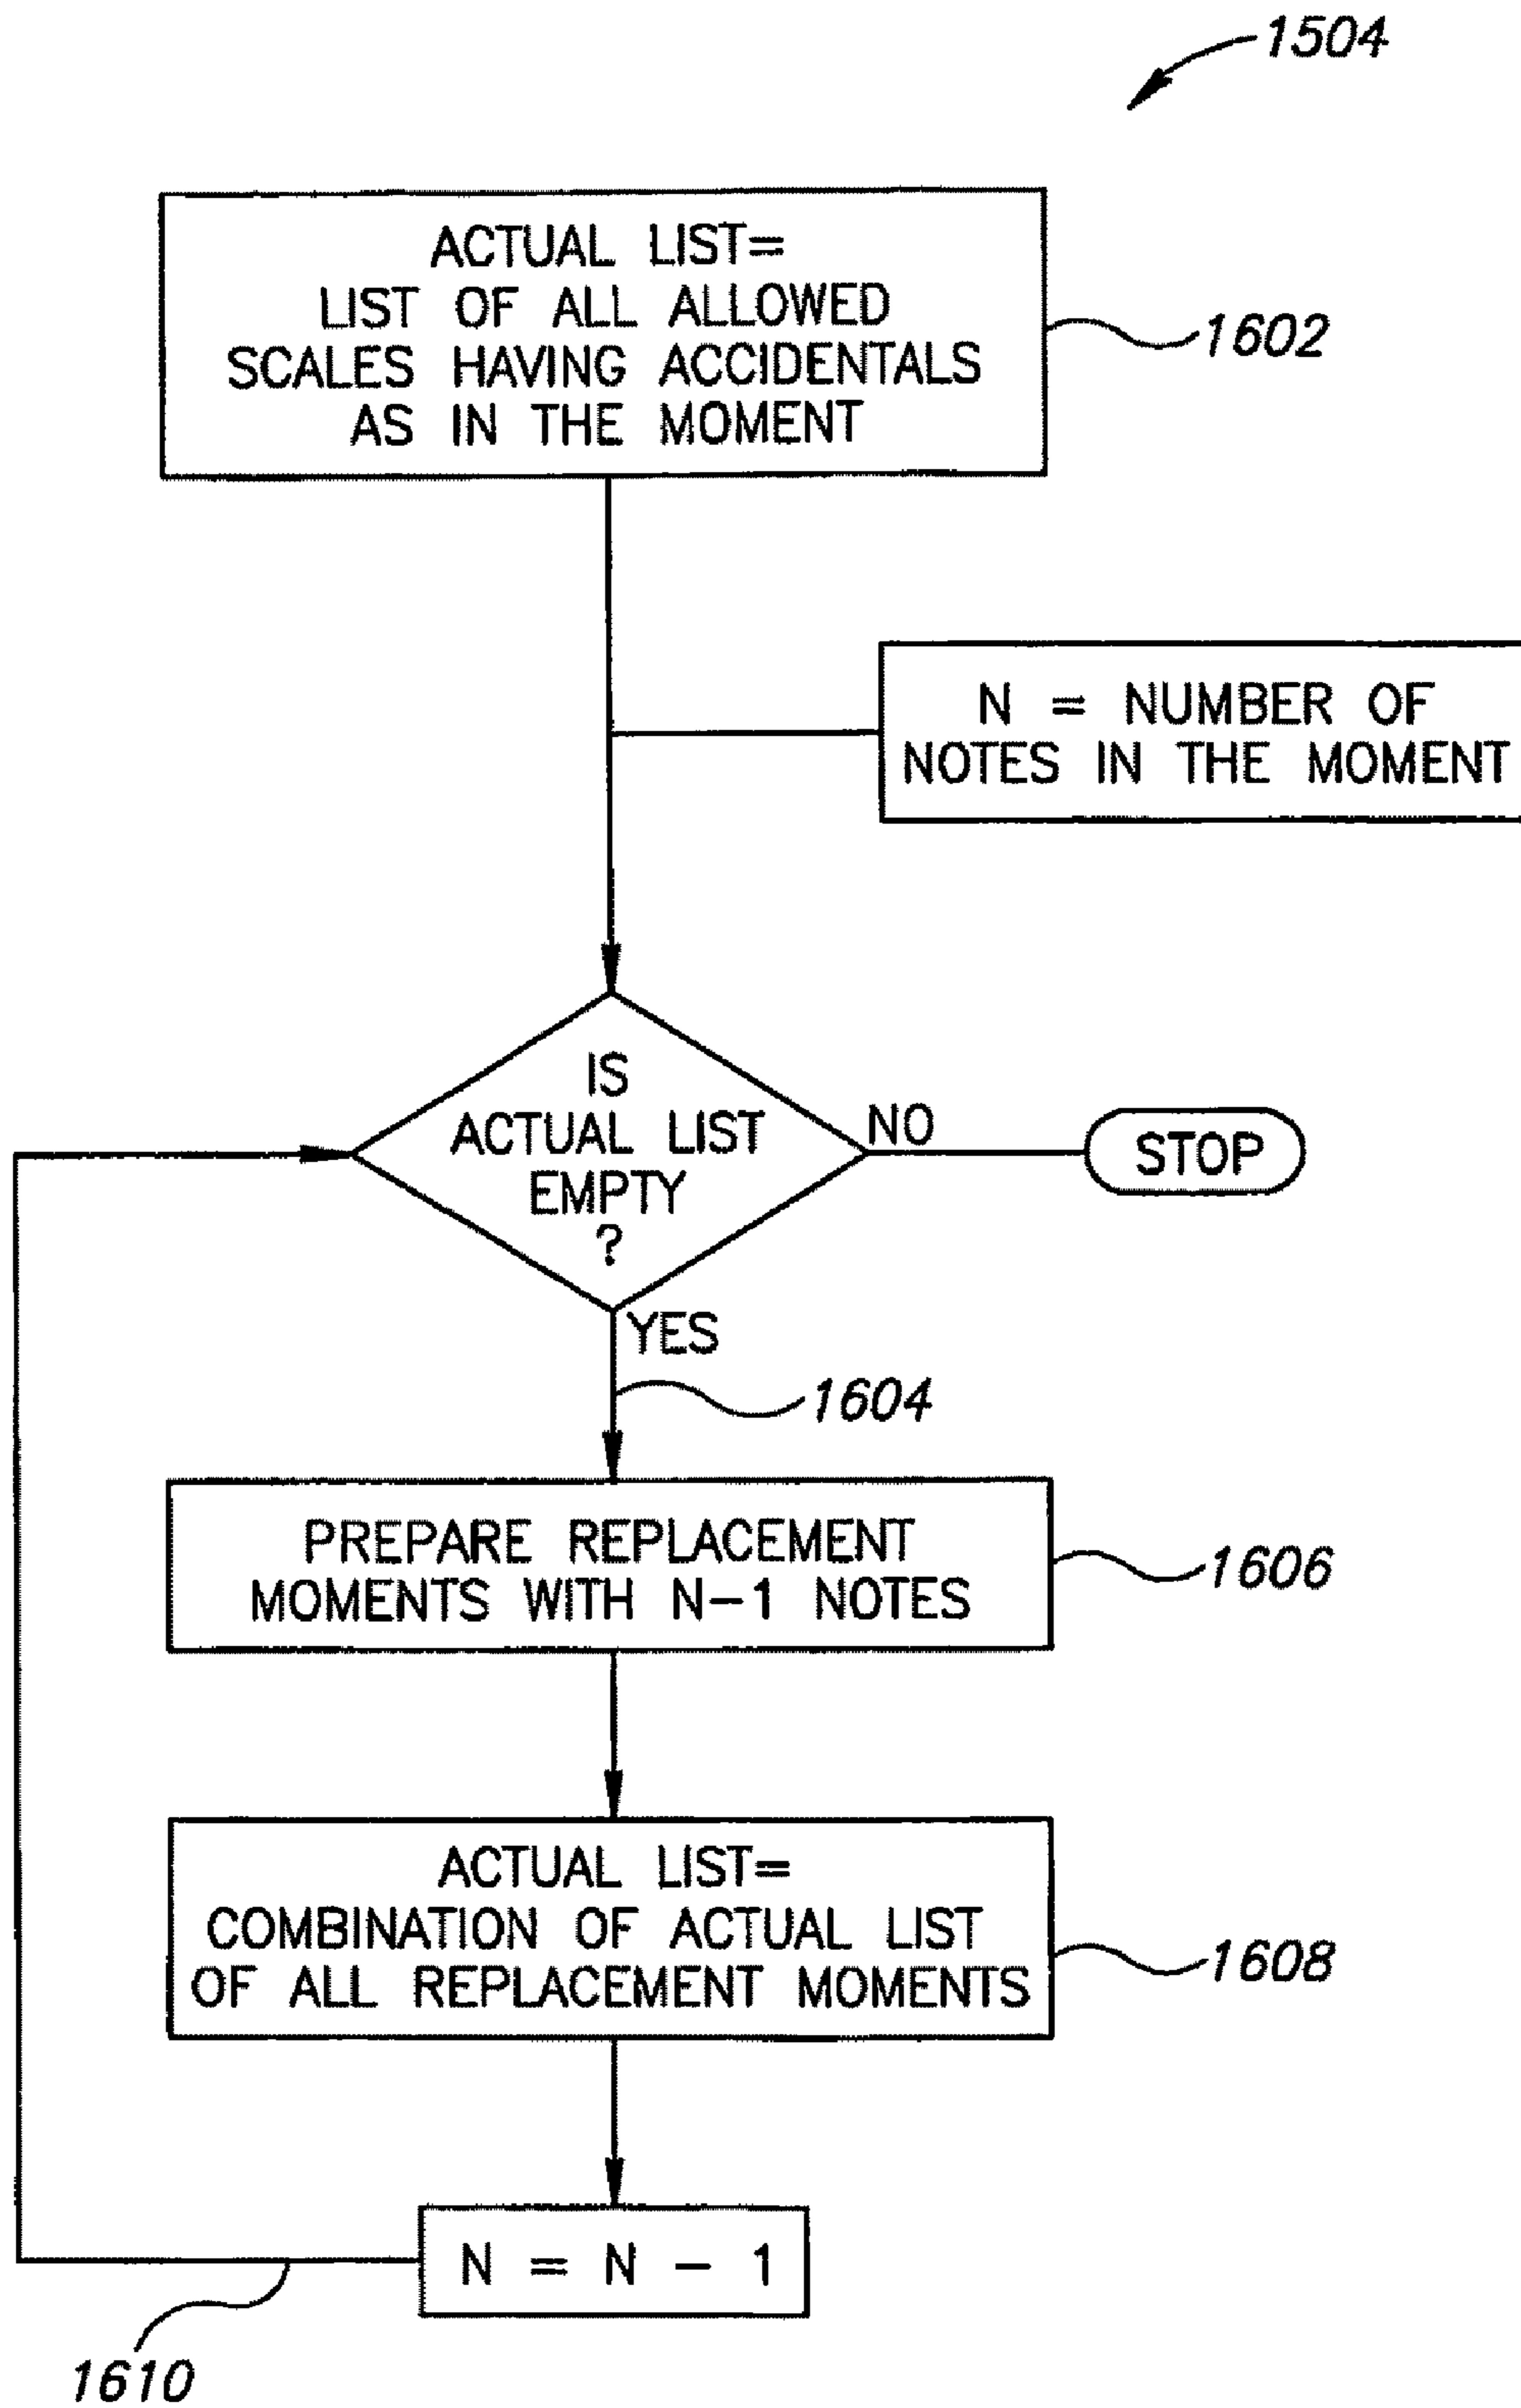 1504
ACTUAL LIST=
LIST OF ALL ALLOWED
SCALES HAVING ACCIDENTALS
AS IN THE MOMENT
1602
N = NUMBER OF
NOTES IN THE MOMENT
IS
ACTUAL LIST
EMPTY
?
NO
STOP
YES
1604
PREPARE REPLACEMENT
MOMENTS WITH N-1 NOTES
1606
ACTUAL LIST=
COMBINATION OF ACTUAL LIST
OF ALL REPLACEMENT MOMENTS
1608
N = N - 1
1610